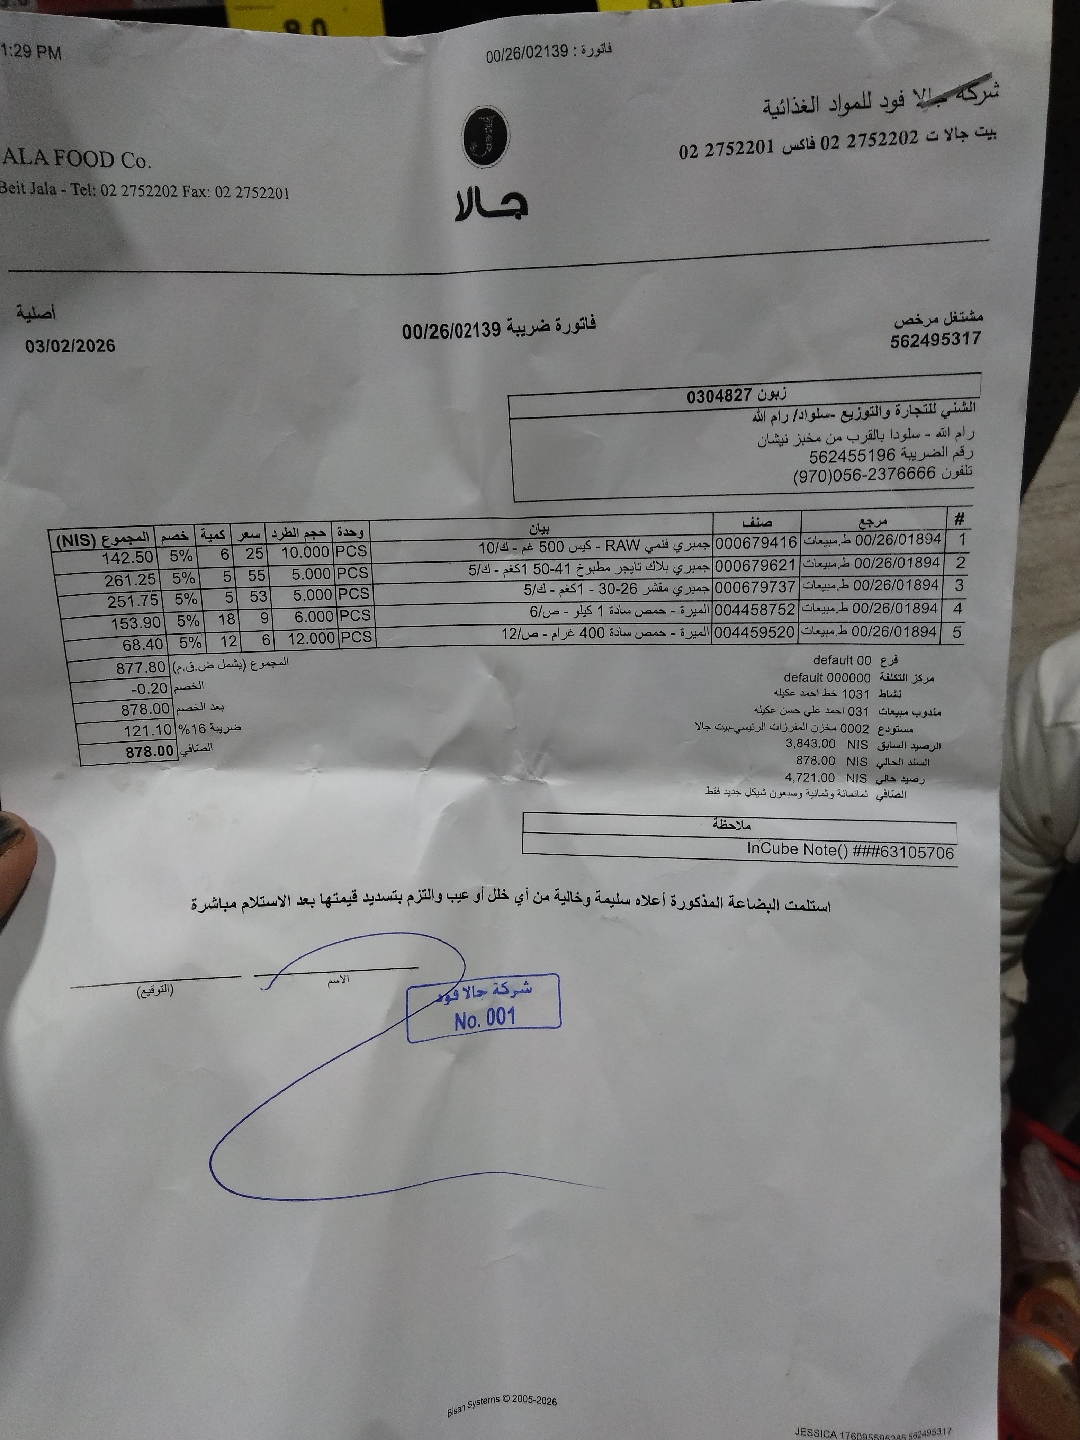 1:29 PM
فاتورة : 00/26/02139
شركة جالا فود للمواد الغذائية
بيت جالا ت 2752202 02 فاكس 2752201 02
ALA FOOD Co.
Beit Jala - Tel: 02 2752202 Fax: 02 2752201
جالا
أصلية
03/02/2026
فاتورة ضريبة 00/26/02139
مشتغل مرخص
562495317
زبون 0304827
الشني للتجارة والتوزيع -سلواد/ رام الله
رام الله - سلودا بالقرب من مخبز نيشان
رقم الضريبة 562455196
تلفون 056-2376666(970)
# مرجع صنف بيان وحدة حجم الطرد سعر كمية خصم المجموع (NIS)
1 00/26/01894 ط.مبيعات 000679416 جمبري فنمي RAW - كيس 500 غم - ك/10 PCS 10.000 25 6 5% 142.50
2 00/26/01894 ط.مبيعات 000679621 جمبري بلاك تايجر مطبوخ 41-50 1كغم - ك/5 PCS 5.000 55 5 5% 261.25
3 00/26/01894 ط.مبيعات 000679737 جمبري مقشر 26-30 - 1كغم - ك/5 PCS 5.000 53 5 5% 251.75
4 00/26/01894 ط.مبيعات 004458752 الميرة - حمص سادة 1 كيلو - ص/6 PCS 6.000 9 18 5% 153.90
5 00/26/01894 ط.مبيعات 004459520 الميرة - حمص سادة 400 غرام - ص/12 PCS 12.000 6 12 5% 68.40
المجموع (يشمل ض.ق.م) 877.80
الخصم -0.20
بعد الخصم 878.00
ضريبة 16% 121.10
الصافي 878.00
فرع 00 default
مركز التكلفة 000000 default
نشاط 1031 خط احمد عكيله
مندوب مبيعات 031 احمد علي حسن عكيله
مستودع 0002 مخزن المفرزات الرئيسي-بيت جالا
الرصيد السابق NIS 3,843.00
السند الحالي NIS 878.00
رصيد حالي NIS 4,721.00
الصافي ثمانمائة وثمانية وسبعون شيكل جديد فقط
ملاحظة
InCube Note() ###63105706
استلمت البضاعة المذكورة أعلاه سليمة وخالية من أي خلل أو عيب والتزم بتسديد قيمتها بعد الاستلام مباشرة
الاسم
(التوقيع)
شركة جالا فود
No. 001
Bisan Systems © 2005-2026
JESSICA 562495317